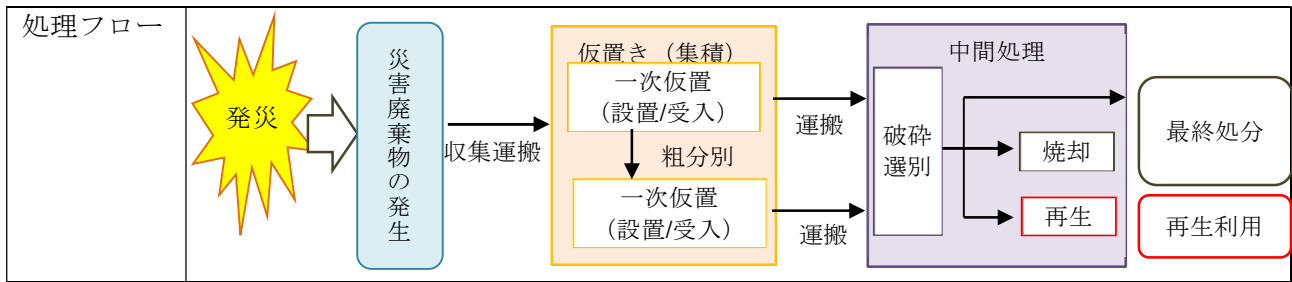 処理フロー
発災
災害廃棄物の発生
収集運搬
仮置き（集積）
一次仮置
（設置/受入）
粗分別
一次仮置
（設置/受入）
運搬
運搬
中間処理
破砕
選別
焼却
再生
最終処分
再生利用